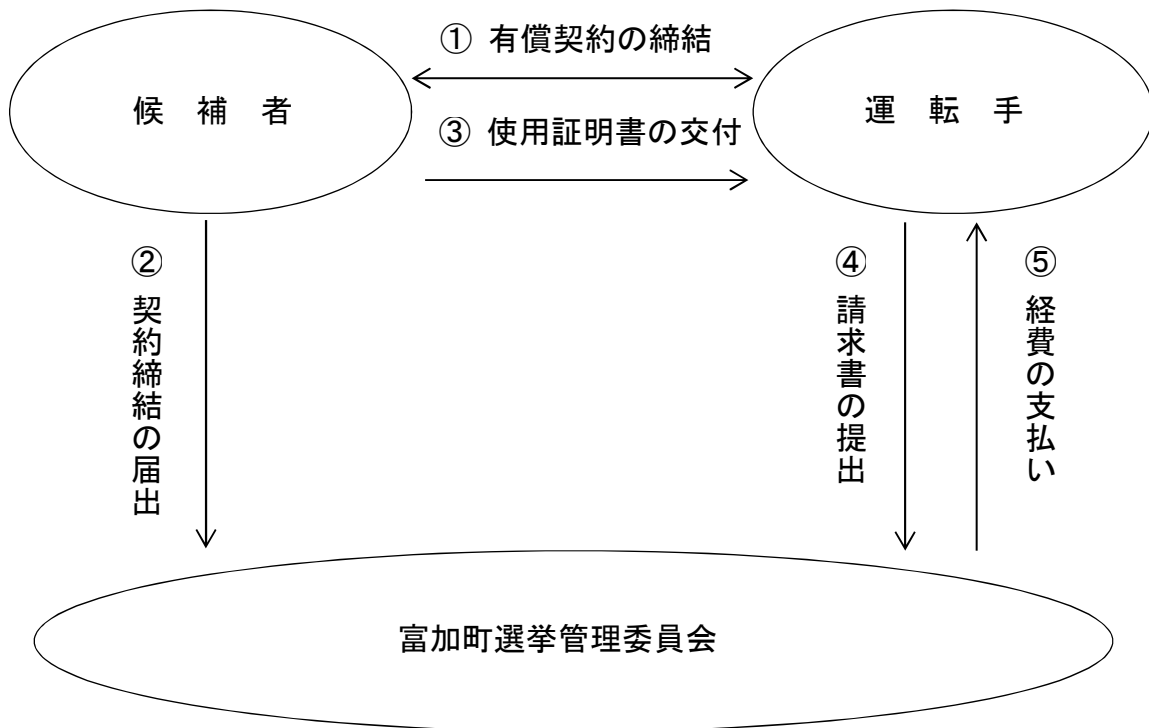 ① 有償契約の締結
候 補 者
運 転 手
③ 使用証明書の交付
② 契約締結の届出
④ 請求書の提出
⑤ 経費の支払い
富加町選挙管理委員会